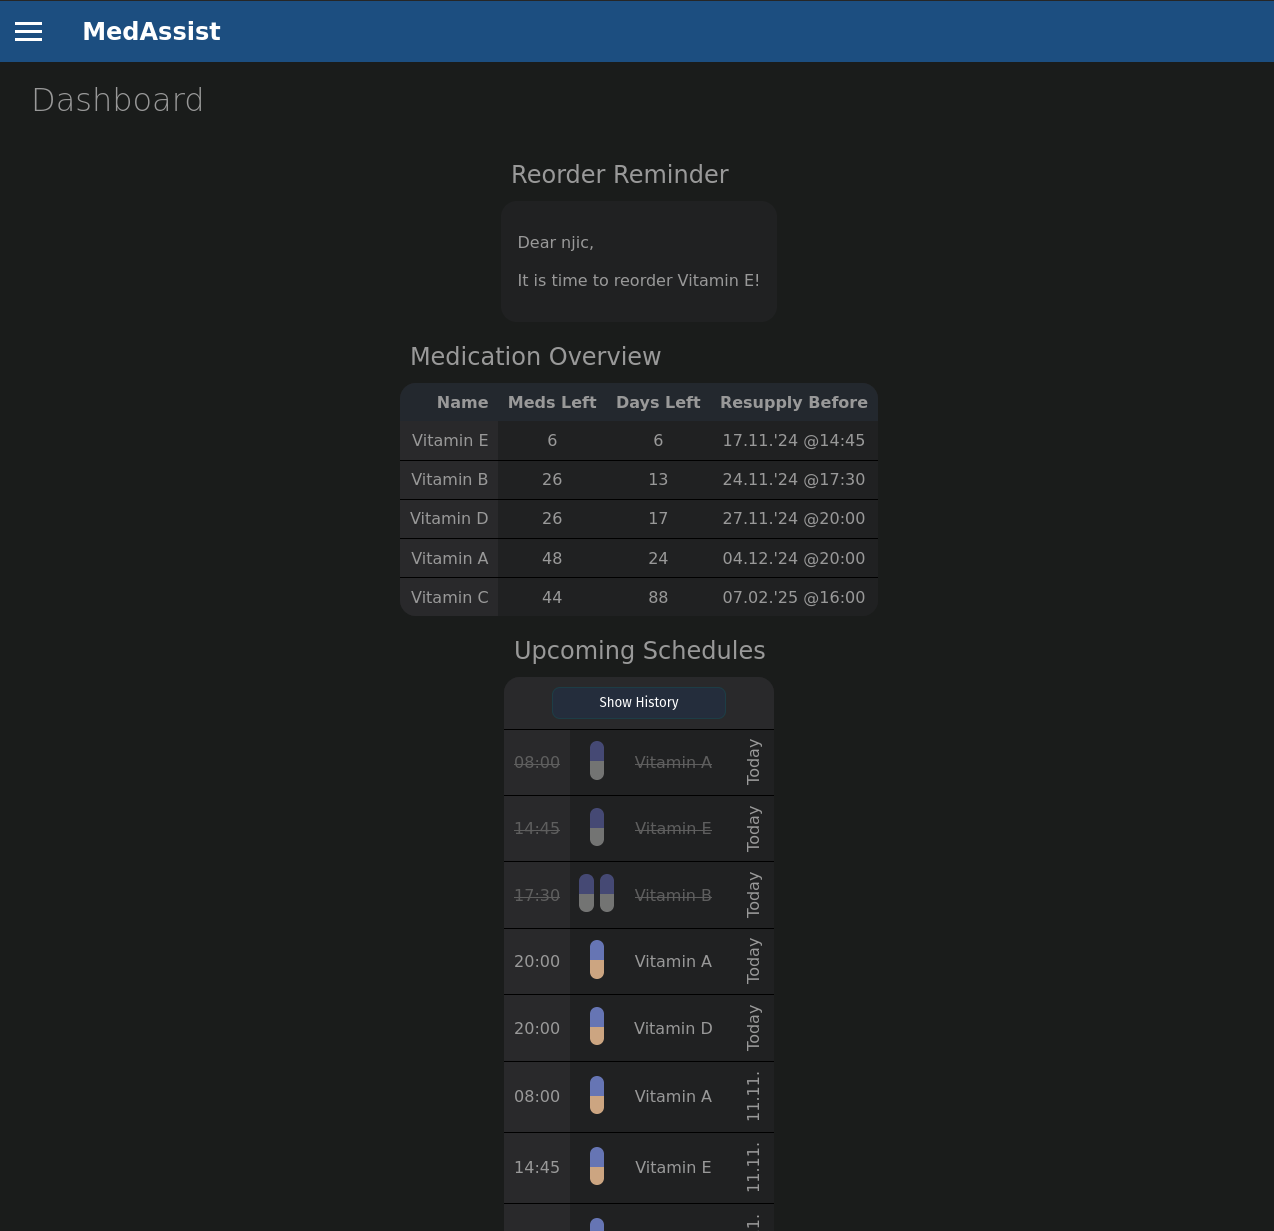 MedAssist
Dashboard
Reorder Reminder
Dear njic,
It is time to reorder Vitamin E!
Medication Overview
Name Meds Left Days Left Resupply Before
Vitamin E 6 6 17.11.'24 @14:45
Vitamin B 26 13 24.11.'24 @17:30
Vitamin D 26 17 27.11.'24 @20:00
Vitamin A 48 24 04.12.'24 @20:00
Vitamin C 44 88 07.02.'25 @16:00
Upcoming Schedules
Show History
08:00 Vitamin A Today
14:45 Vitamin E Today
17:30 Vitamin B Today
20:00 Vitamin A Today
20:00 Vitamin D Today
08:00 Vitamin A 11.11.
14:45 Vitamin E 11.11.